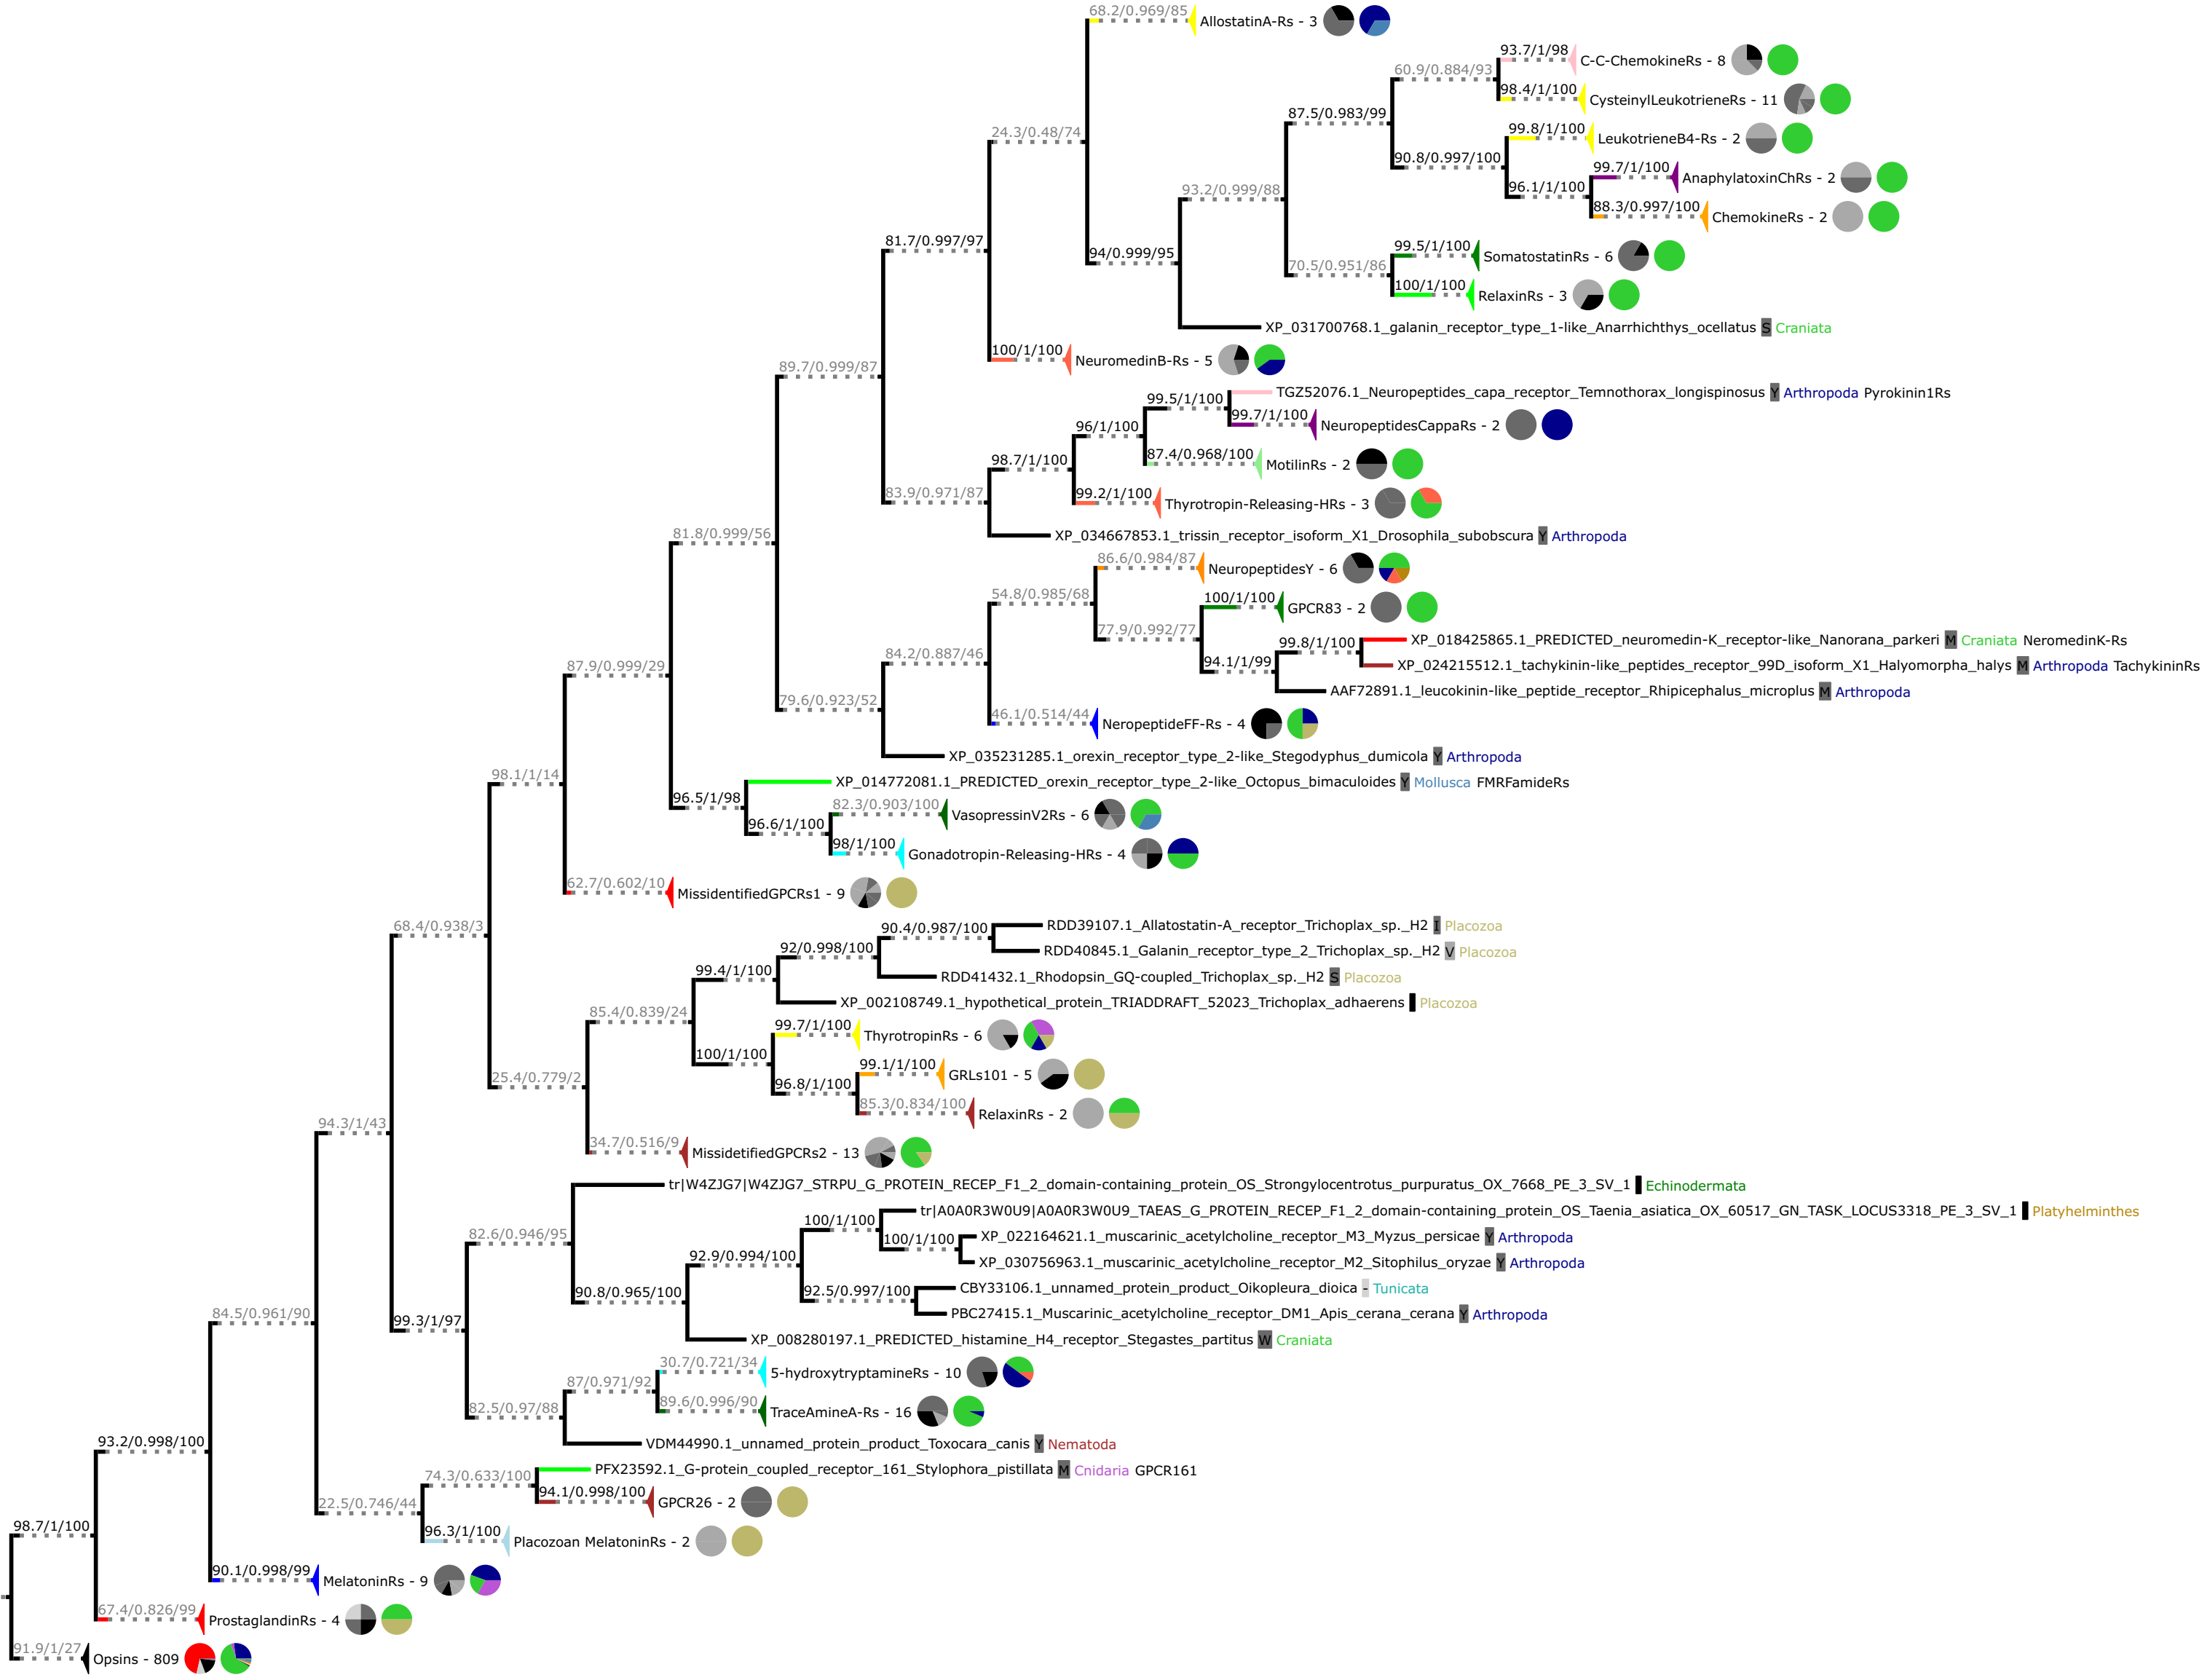 68.2/0.969/85
AllostatinA-Rs - 3
93.7/1/98
C-C-ChemokineRs - 8
60.9/0.884/93
98.4/1/100
CysteinylLeukotrieneRs - 11
87.5/0.983/99
99.8/1/100
LeukotrieneB4-Rs - 2
24.3/0.48/74
90.8/0.997/100
99.7/1/100
AnaphylatoxinChRs - 2
96.1/1/100
93.2/0.999/88
88.3/0.997/100
ChemokineRs - 2
81.7/0.997/97
94/0.999/95
99.5/1/100
SomatostatinRs - 6
70.5/0.951/86
100/1/100
RelaxinRs - 3
XP_031700768.1_galanin_receptor_type_1-like_Anarrhichthys_ocellatus S Craniata
100/1/100
NeuromedinB-Rs - 5
89.7/0.999/87
TGZ52076.1_Neuropeptides_capa_receptor_Temnothorax_longispinosus Y Arthropoda Pyrokinin1Rs
99.5/1/100
99.7/1/100
NeuropeptidesCappaRs - 2
96/1/100
87.4/0.968/100
MotilinRs - 2
98.7/1/100
83.9/0.971/87
99.2/1/100
Thyrotropin-Releasing-HRs - 3
XP_034667853.1_trissin_receptor_isoform_X1_Drosophila_subobscura Y Arthropoda
81.8/0.999/56
86.6/0.984/87
NeuropeptidesY - 6
54.8/0.985/68
100/1/100
GPCR83 - 2
77.9/0.992/77
99.8/1/100
XP_018425865.1_PREDICTED_neuromedin-K_receptor-like_Nanorana_parkeri M Craniata NeromedinK-Rs
84.2/0.887/46
94.1/1/99
XP_024215512.1_tachykinin-like_peptides_receptor_99D_isoform_X1_Halyomorpha_halys M Arthropoda TachykininRs
87.9/0.999/29
AAF72891.1_leucokinin-like_peptide_receptor_Rhipicephalus_microplus M Arthropoda
79.6/0.923/52
46.1/0.514/44
NeropeptideFF-Rs - 4
XP_035231285.1_orexin_receptor_type_2-like_Stegodyphus_dumicola Y Arthropoda
98.1/1/14
XP_014772081.1_PREDICTED_orexin_receptor_type_2-like_Octopus_bimaculoides Y Mollusca FMRFamideRs
96.5/1/98
82.3/0.903/100
VasopressinV2Rs - 6
96.6/1/100
98/1/100
Gonadotropin-Releasing-HRs - 4
62.7/0.602/10
MissidentifiedGPCRs1 - 9
68.4/0.938/3
RDD39107.1_Allatostatin-A_receptor_Trichoplax_sp._H2 I Placozoa
90.4/0.987/100
RDD40845.1_Galanin_receptor_type_2_Trichoplax_sp._H2 V Placozoa
92/0.998/100
99.4/1/100
RDD41432.1_Rhodopsin_GQ-coupled_Trichoplax_sp._H2 S Placozoa
XP_002108749.1_hypothetical_protein_TRIADDRAFT_52023_Trichoplax_adhaerens Placozoa
85.4/0.839/24
99.7/1/100
ThyrotropinRs - 6
100/1/100
99.1/1/100
GRLs101 - 5
25.4/0.779/2
96.8/1/100
85.3/0.834/100
RelaxinRs - 2
94.3/1/43
34.7/0.516/9
MissidetifiedGPCRs2 - 13
tr|W4ZJG7|W4ZJG7_STRPU_G_PROTEIN_RECEP_F1_2_domain-containing_protein_OS_Strongylocentrotus_purpuratus_OX_7668_PE_3_SV_1 Echinodermata
tr|A0A0R3W0U9|A0A0R3W0U9_TAEAS_G_PROTEIN_RECEP_F1_2_domain-containing_protein_OS_Taenia_asiatica_OX_60517_GN_TASK_LOCUS3318_PE_3_SV_1 Platyhelminthes
100/1/100
82.6/0.946/95
100/1/100
XP_022164621.1_muscarinic_acetylcholine_receptor_M3_Myzus_persicae Y Arthropoda
92.9/0.994/100
XP_030756963.1_muscarinic_acetylcholine_receptor_M2_Sitophilus_oryzae Y Arthropoda
90.8/0.965/100
92.5/0.997/100
CBY33106.1_unnamed_protein_product_Oikopleura_dioica - Tunicata
84.5/0.961/90
99.3/1/97
PBC27415.1_Muscarinic_acetylcholine_receptor_DM1_Apis_cerana_cerana Y Arthropoda
XP_008280197.1_PREDICTED_histamine_H4_receptor_Stegastes_partitus W Craniata
30.7/0.721/34
5-hydroxytryptamineRs - 10
87/0.971/92
82.5/0.97/88
89.6/0.996/90
TraceAmineA-Rs - 16
VDM44990.1_unnamed_protein_product_Toxocara_canis Y Nematoda
93.2/0.998/100
PFX23592.1_G-protein_coupled_receptor_161_Stylophora_pistillata M Cnidaria GPCR161
74.3/0.633/100
94.1/0.998/100
GPCR26 - 2
22.5/0.746/44
98.7/1/100
96.3/1/100
Placozoan MelatoninRs - 2
90.1/0.998/99
MelatoninRs - 9
67.4/0.826/99
ProstaglandinRs - 4
91.9/1/27
Opsins - 809